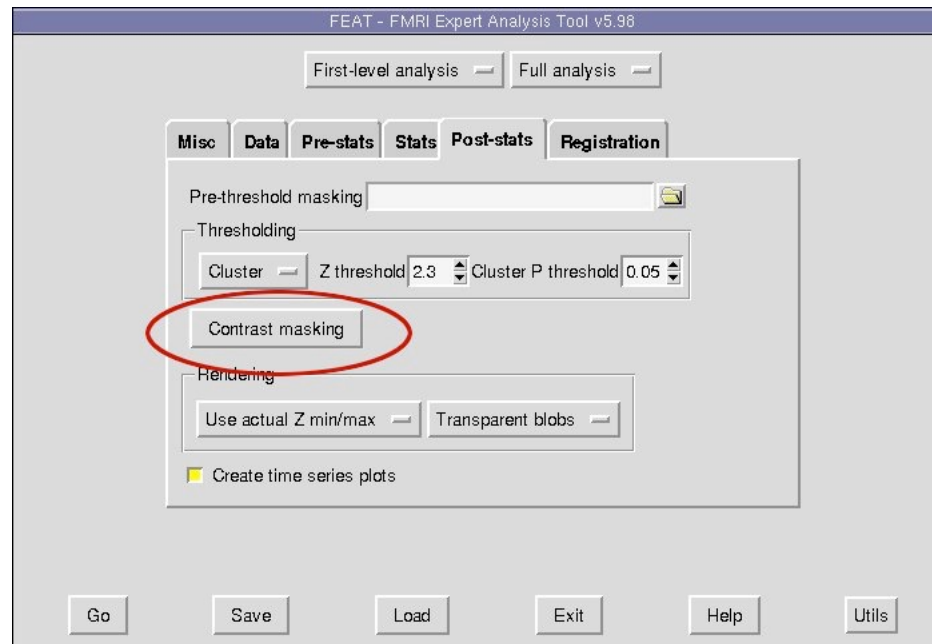 FEAT - FMRI Expert Analysis Tool v5.98
First-level analysis Full analysis
Misc Data Pre-stats Stats Post-stats Registration
Pre-threshold masking
Thresholding
Cluster Z threshold 2.3 Cluster P threshold 0.05
Contrast masking
Rendering
Use actual Z min/max Transparent blobs
Create time series plots
Go Save Load Exit Help Utils